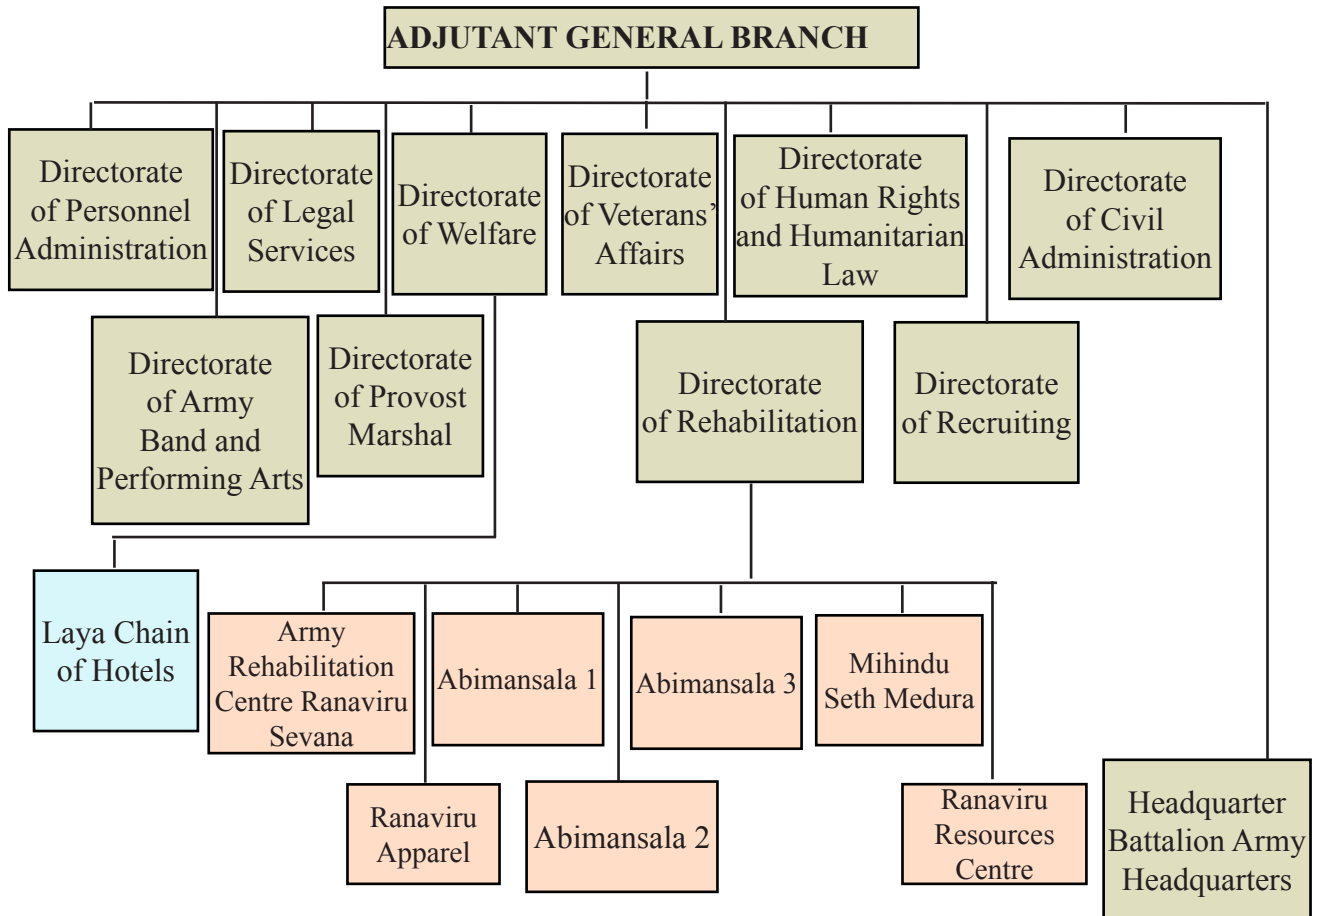 ADJUTANT GENERAL BRANCH
Directorate
of Personnel
Administration
Directorate
of Legal
Services
Directorate
of Welfare
Directorate
of Veterans’
Affairs
Directorate
of Human Rights
and Humanitarian
Law
Directorate
of Civil
Administration
Directorate
of Army
Band and
Performing Arts
Directorate
of Provost
Marshal
Directorate
of Rehabilitation
Directorate
of Recruiting
Laya Chain
of Hotels
Army
Rehabilitation
Centre Ranaviru
Sevana
Abimansala 1
Abimansala 3
Mihindu
Seth Medura
Ranaviru
Apparel
Abimansala 2
Ranaviru
Resources
Centre
Headquarter
Battalion Army
Headquarters